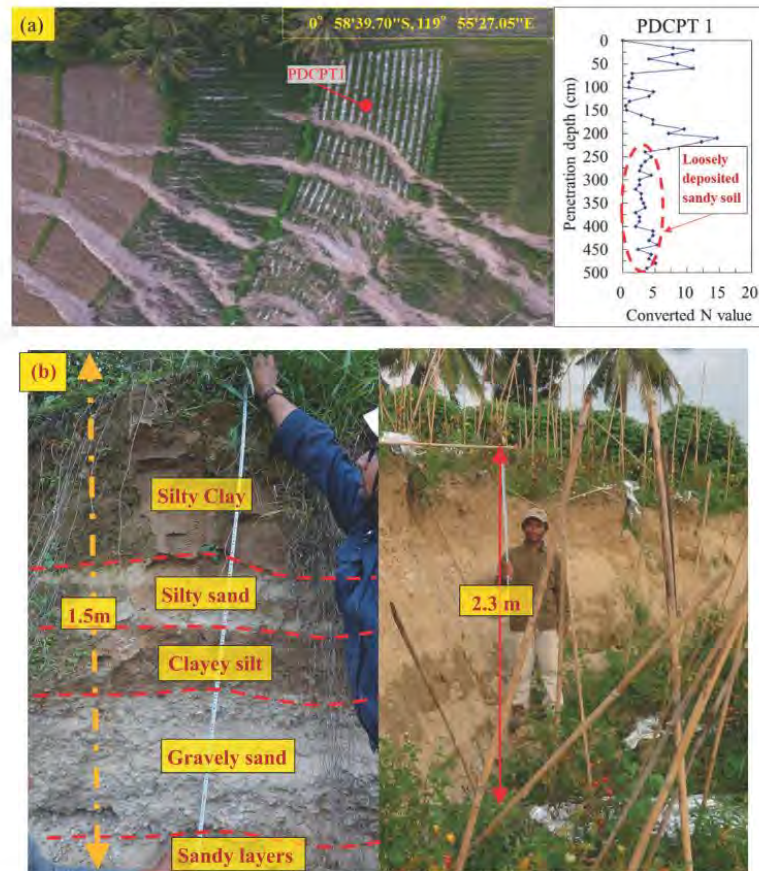 (a)
0° 58'39.70"S, 119° 55'27.05"E
PDCPT1
PDCPT 1
0
50
100
150
200
250
300
350
400
450
500
Penetration depth (cm)
Loosely
deposited
sandy soil
0 5 10 15 20
Converted N value
(b)
Silty Clay
Silty sand
1.5m
Clayey silt
Gravely sand
Sandy layers
2.3 m